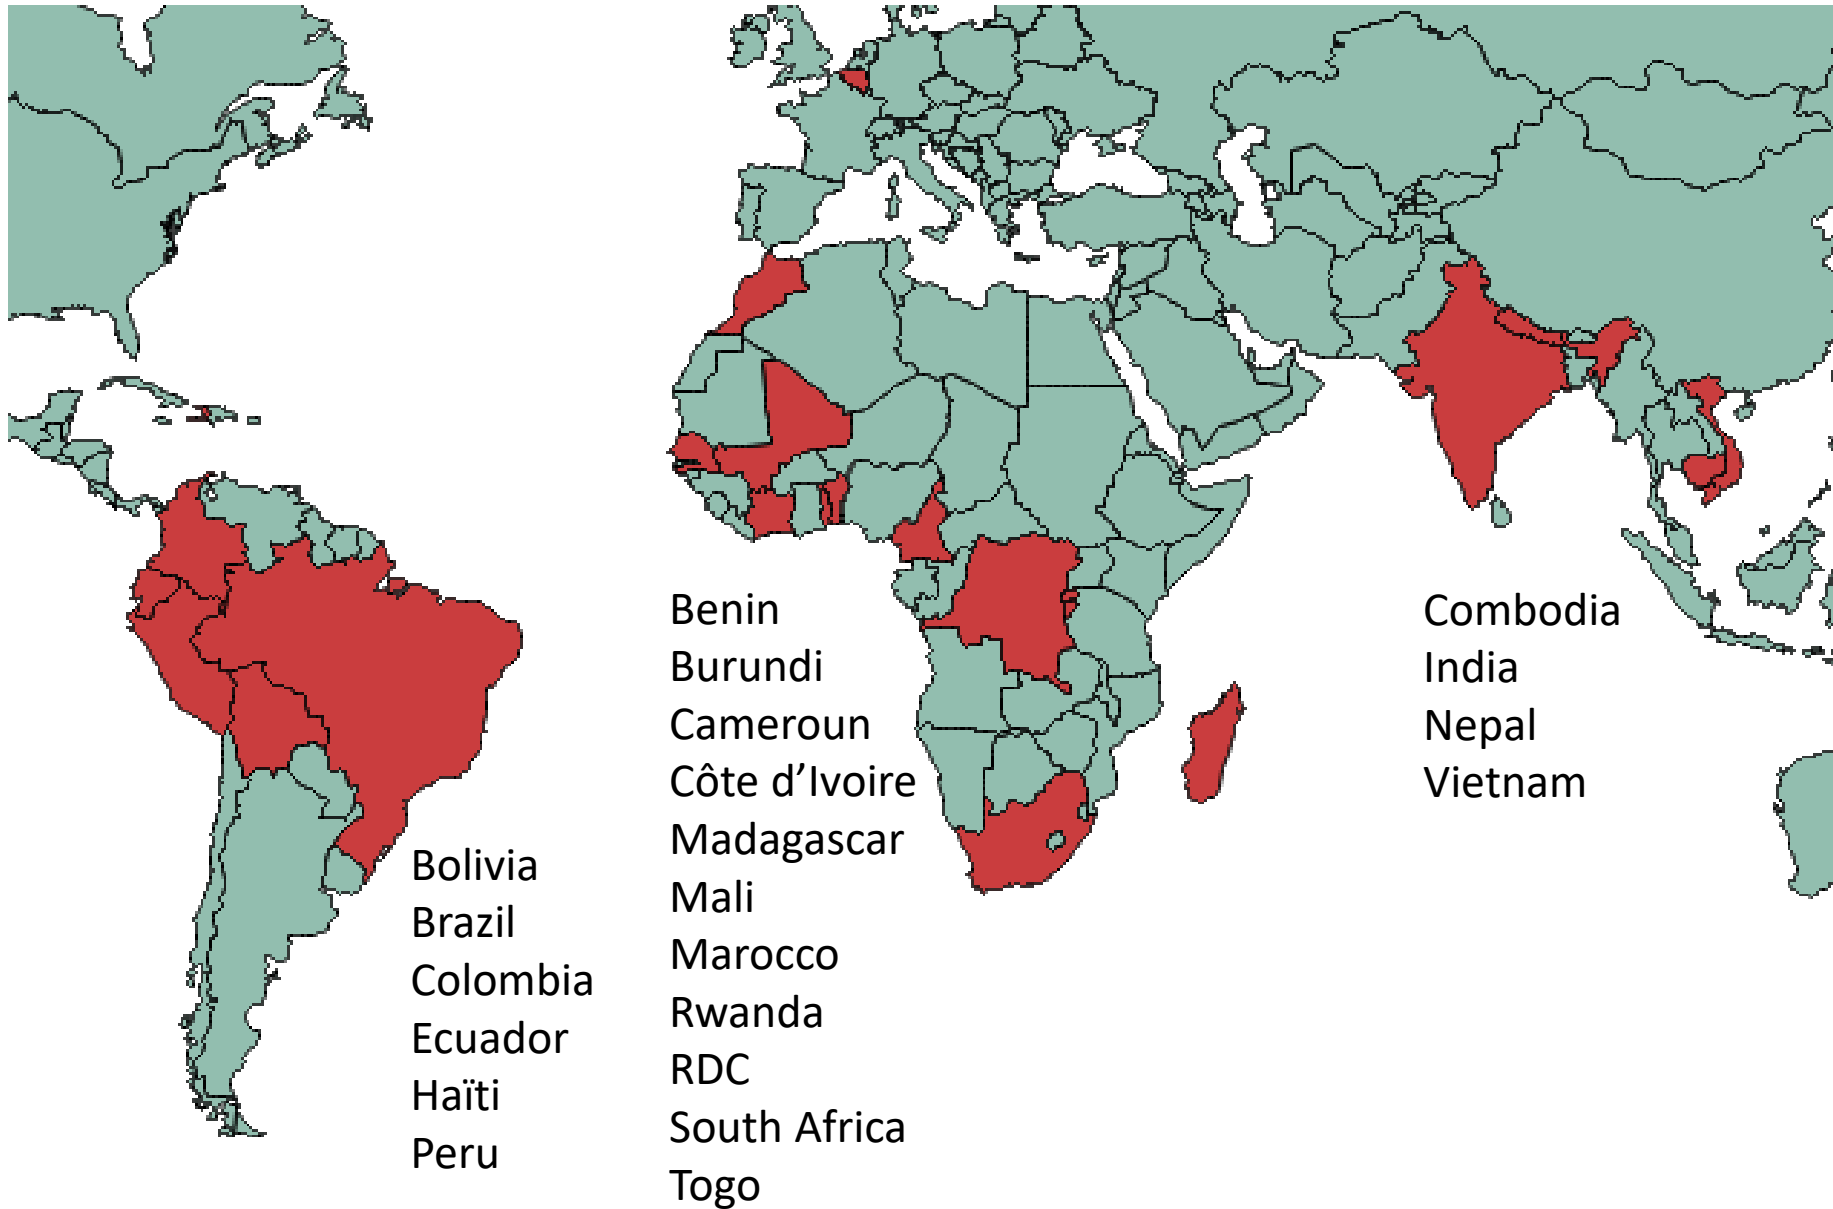 Bolivia
Brazil
Colombia
Ecuador
Haïti
Peru
Benin
Burundi
Cameroun
Côte d’Ivoire
Madagascar
Mali
Marocco
Rwanda
RDC
South Africa
Togo
Combodia
India
Nepal
Vietnam